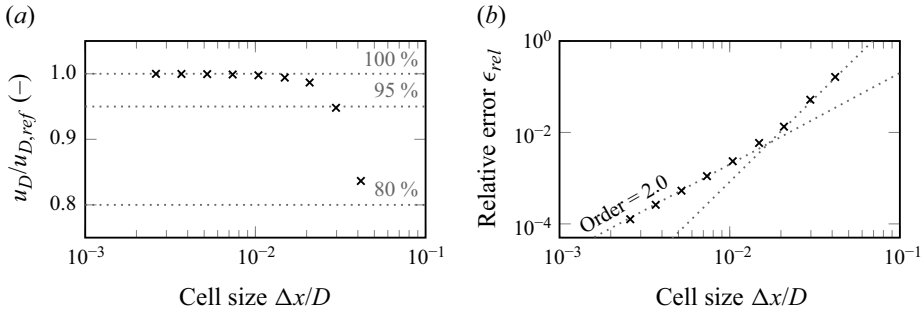 (a)
100 %
95 %
80 %
1.0
0.9
0.8
u_D/u_{D,ref} (–)
10^{−3}
10^{−2}
10^{−1}
Cell size Δx/D
(b)
10^0
10^{−2}
10^{−4}
Relative error ϵ_{rel}
Order = 2.0
10^{−3}
10^{−2}
10^{−1}
Cell size Δx/D